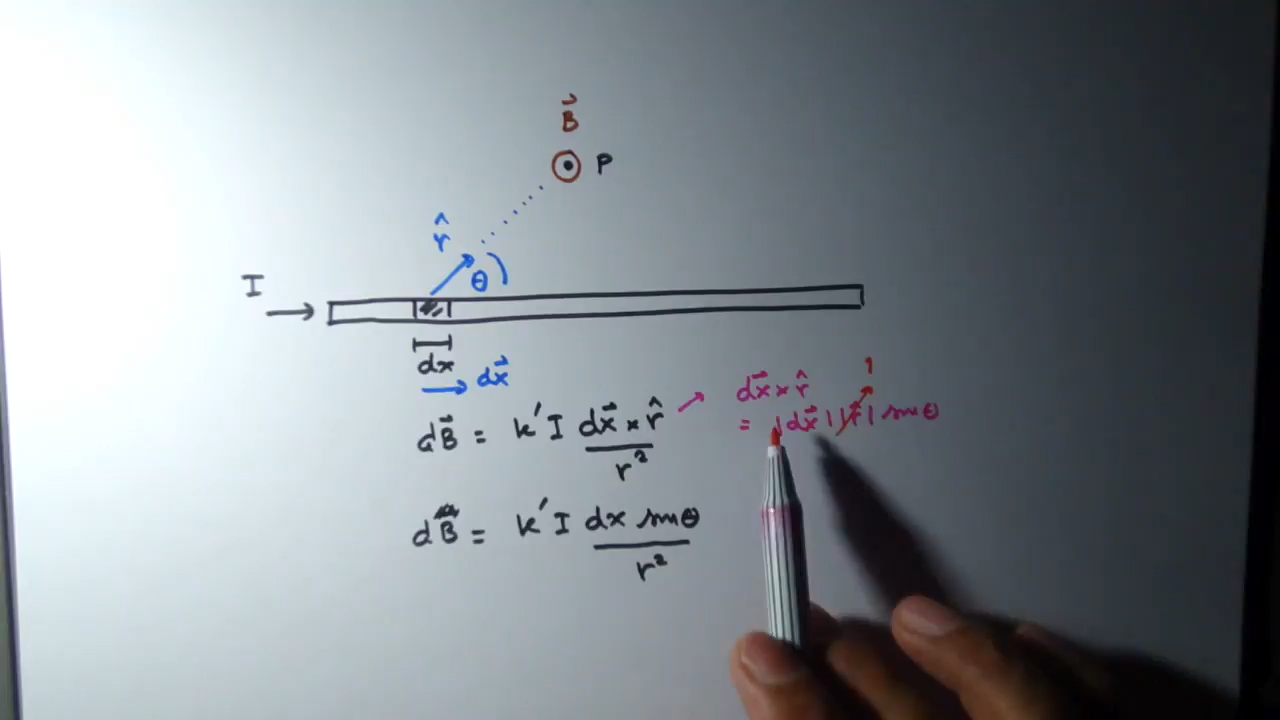 B⃗
P
r̂
θ
I
dx
dx⃗
dB⃗ = k' I dx⃗ × r̂ / r²
dx⃗ × r̂
1
= |dx⃗| |r̂| sinθ
dB = k' I dx sinθ / r²